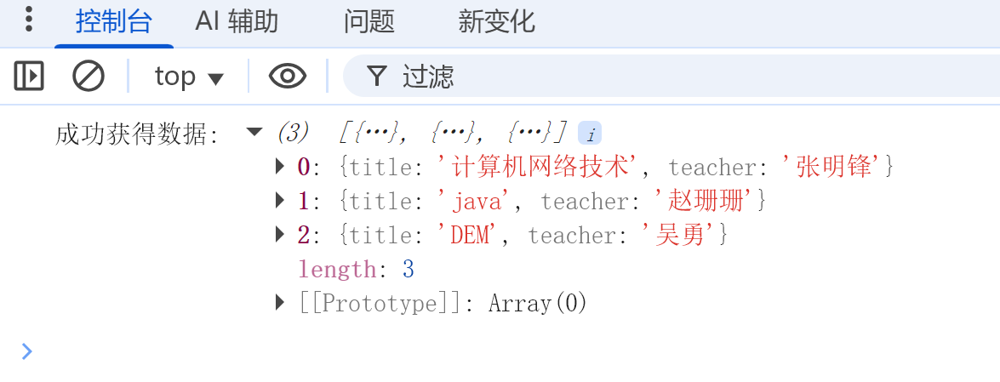 控制台 AI 辅助 问题 新变化
top 过滤
成功获得数据: (3) [{…}, {…}, {…}] i
0: {title: '计算机网络技术', teacher: '张明锋'}
1: {title: 'java', teacher: '赵珊珊'}
2: {title: 'DEM', teacher: '吴勇'}
length: 3
[[Prototype]]: Array(0)